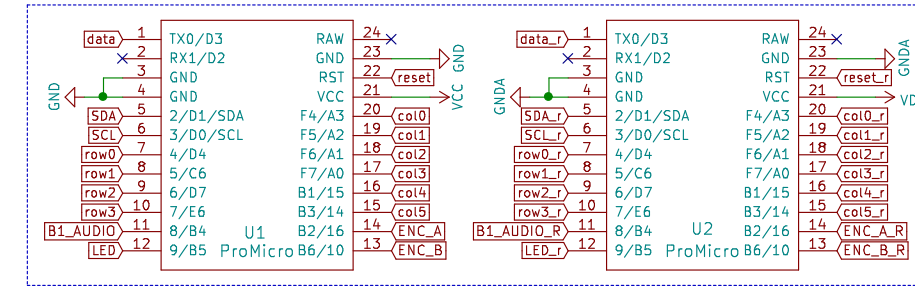 data 1 TX0/D3 RAW 24
2 RX1/D2 GND 23 GND
3 GND RST 22 reset
GND 4 GND VCC 21 VCC
SDA 5 2/D1/SDA F4/A3 20 col0
SCL 6 3/D0/SCL F5/A2 19 col1
row0 7 4/D4 F6/A1 18 col2
row1 8 5/C6 F7/A0 17 col3
row2 9 6/D7 B1/15 16 col4
row3 10 7/E6 B3/14 15 col5
B1_AUDIO 11 8/B4 U1 B2/16 14 ENC_A
LED 12 9/B5 ProMicro B6/10 13 ENC_B
data_r 1 TX0/D3 RAW 24
2 RX1/D2 GND 23 GNDA
3 GND RST 22 reset_r
GNDA 4 GND VCC 21 VD
SDA_r 5 2/D1/SDA F4/A3 20 col0_r
SCL_r 6 3/D0/SCL F5/A2 19 col1_r
row0_r 7 4/D4 F6/A1 18 col2_r
row1_r 8 5/C6 F7/A0 17 col3_r
row2_r 9 6/D7 B1/15 16 col4_r
row3_r 10 7/E6 B3/14 15 col5_r
B1_AUDIO_R 11 8/B4 U2 B2/16 14 ENC_A_R
LED_r 12 9/B5 ProMicro B6/10 13 ENC_B_R